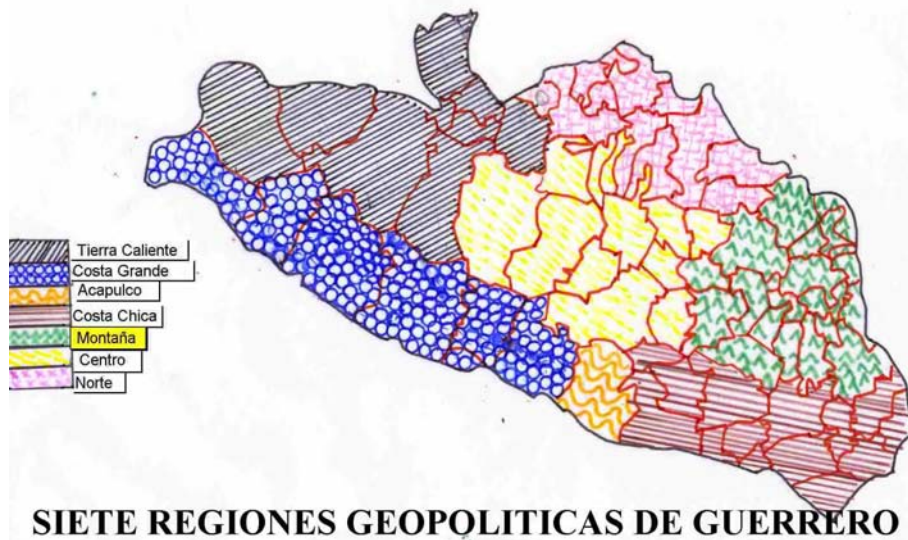 Tierra Caliente
Costa Grande
Acapulco
Costa Chica
Montaña
Centro
Norte
SIETE REGIONES GEOPOLITICAS DE GUERRERO